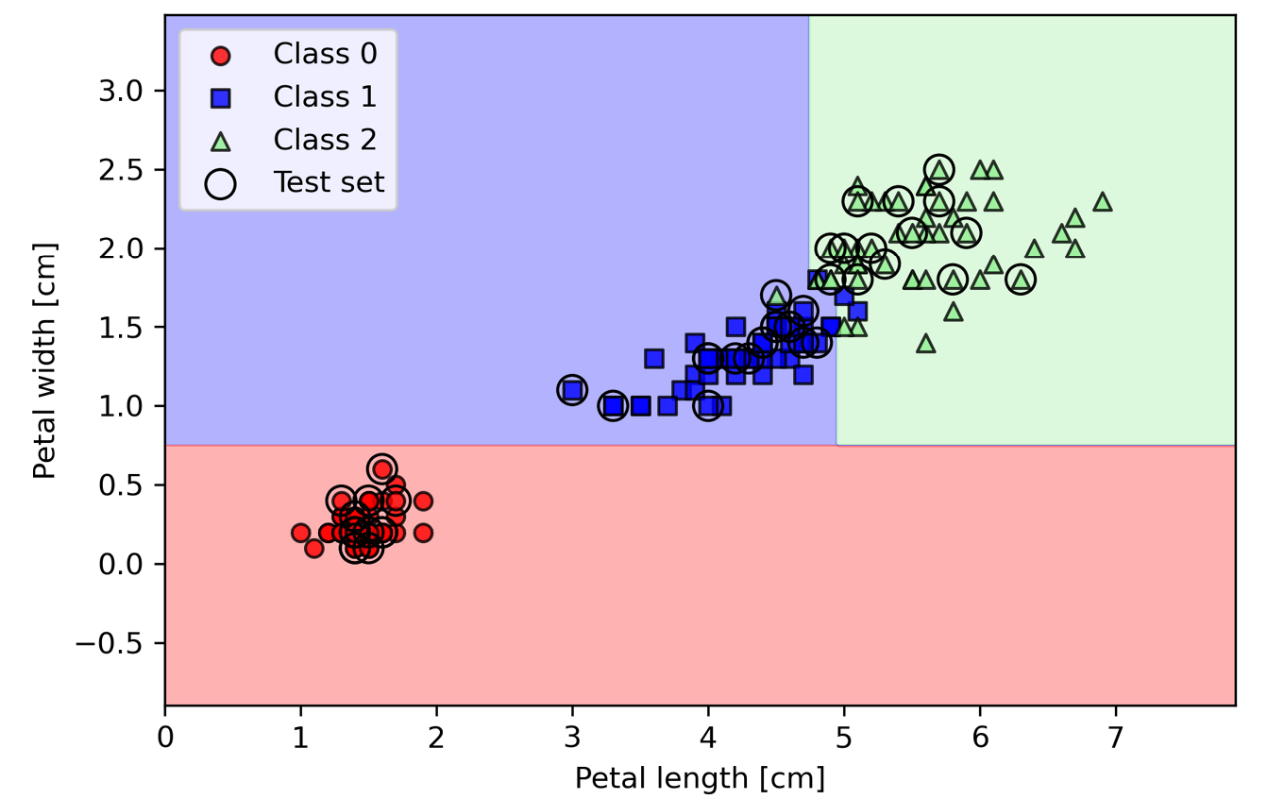 Class 0
Class 1
Class 2
Test set
3.0
2.5
2.0
1.5
1.0
0.5
0.0
−0.5
Petal width [cm]
0 1 2 3 4 5 6 7
Petal length [cm]